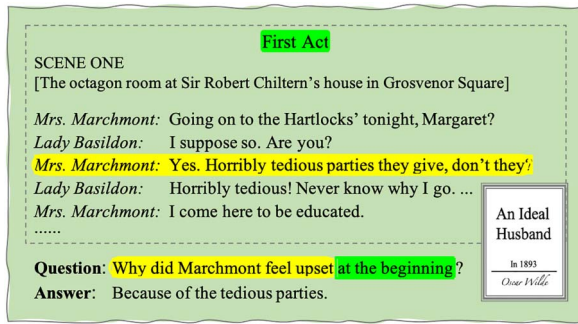 First Act
SCENE ONE
[The octagon room at Sir Robert Chiltern's house in Grosvenor Square]
Mrs. Marchmont: Going on to the Hartlocks' tonight, Margaret?
Lady Basildon: I suppose so. Are you?
Mrs. Marchmont: Yes. Horribly tedious parties they give, don't they?
Lady Basildon: Horribly tedious! Never know why I go. ...
Mrs. Marchmont: I come here to be educated.
......
An Ideal
Husband
In 1893
Oscar Wilde
Question: Why did Marchmont feel upset at the beginning?
Answer: Because of the tedious parties.